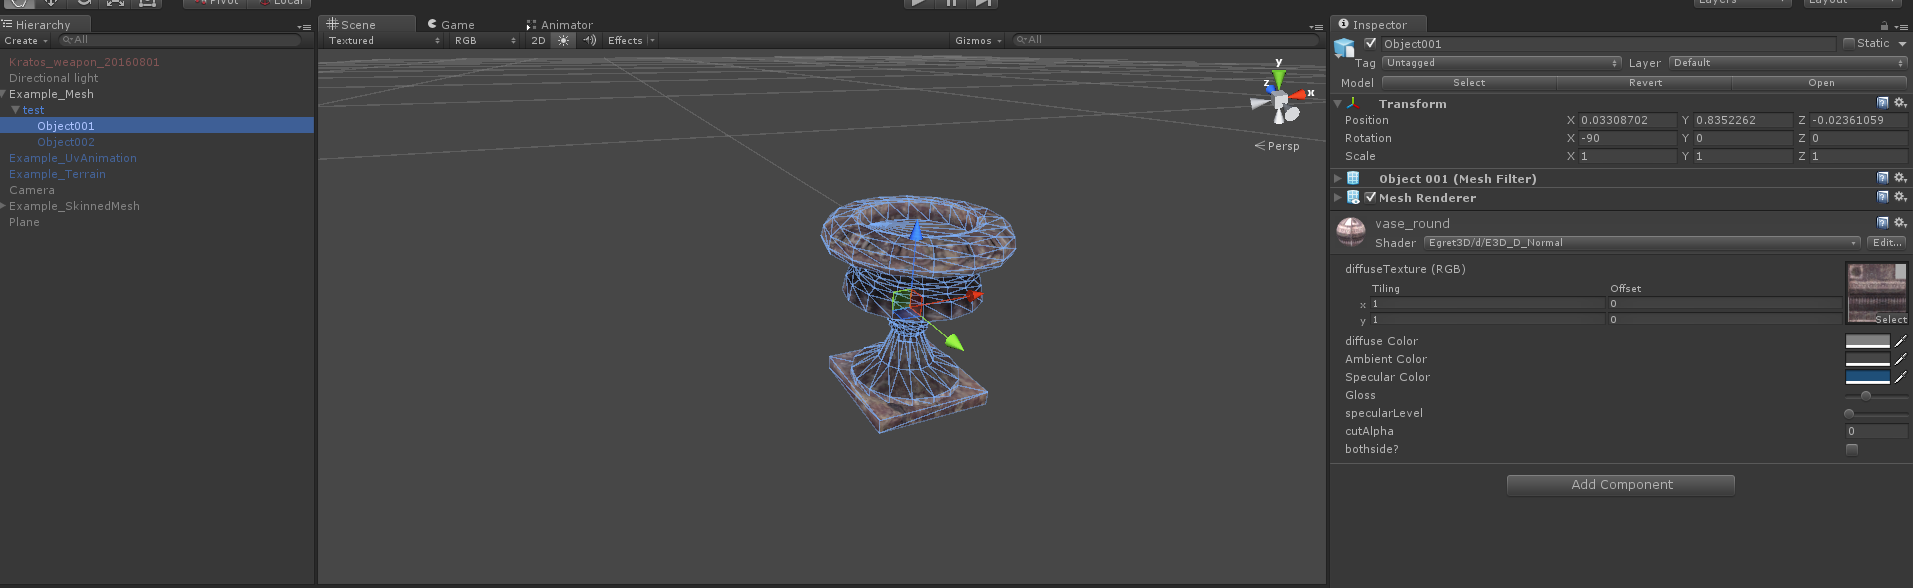 Pivot Local Layers Layout
Hierarchy
Create All
Kratos_weapon_20160801
Directional light
Example_Mesh
test
Object001
Object002
Example_UvAnimation
Example_Terrain
Camera
Example_SkinnedMesh
Plane
Scene Game Animator
Textured RGB 2D Effects Gizmos All
y
z
x
Persp
Inspector
Object001 Static
Tag Untagged Layer Default
Model Select Revert Open
Transform
Position X 0.03308702 Y 0.8352262 Z -0.02361059
Rotation X -90 Y 0 Z 0
Scale X 1 Y 1 Z 1
Object 001 (Mesh Filter)
Mesh Renderer
vase_round
Shader Egret3D/d/E3D_D_Normal Edit...
diffuseTexture (RGB)
Tiling Offset
x 1 0
y 1 0
Select
diffuse Color
Ambient Color
Specular Color
Gloss
specularLevel
cutAlpha 0
bothside?
Add Component